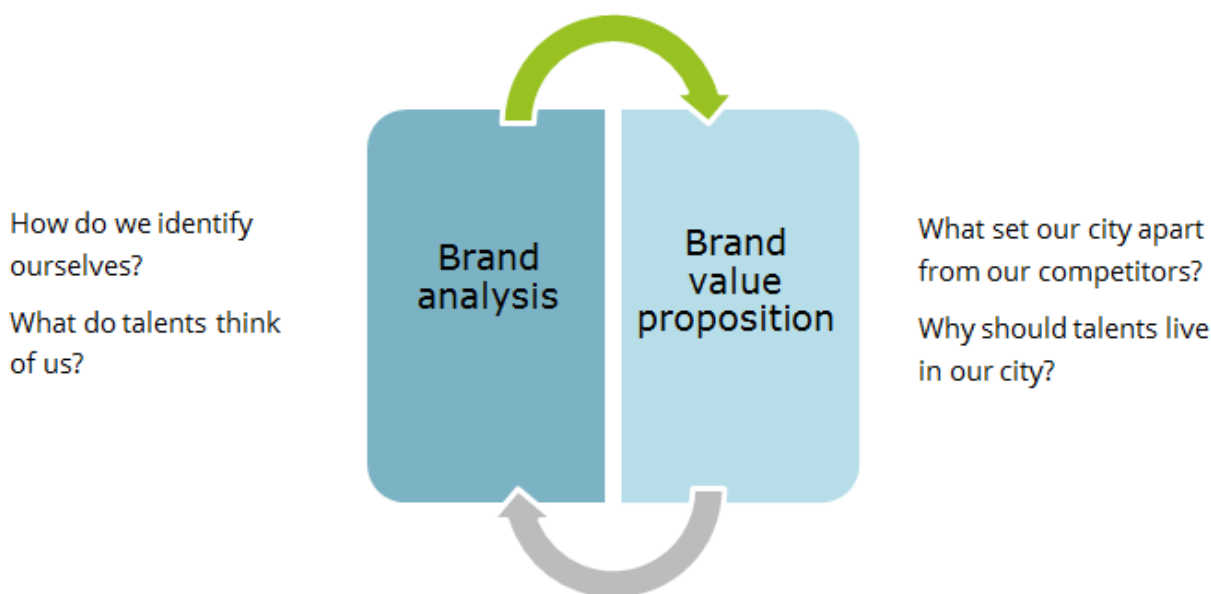 How do we identify
ourselves?
What do talents think
of us?
Brand
analysis
Brand
value
proposition
What set our city apart
from our competitors?
Why should talents live
in our city?